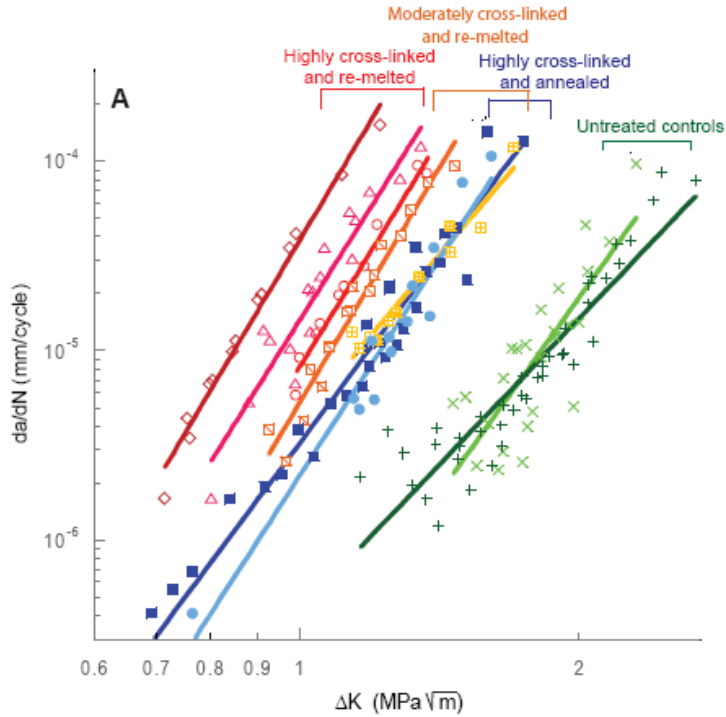 Moderately cross-linked
and re-melted
Highly cross-linked
and re-melted
Highly cross-linked
and annealed
A
Untreated controls
da/dN (mm/cycle)
10⁻⁴
10⁻⁵
10⁻⁶
0.6
0.7
0.8
0.9
1
2
ΔK (MPa√m)